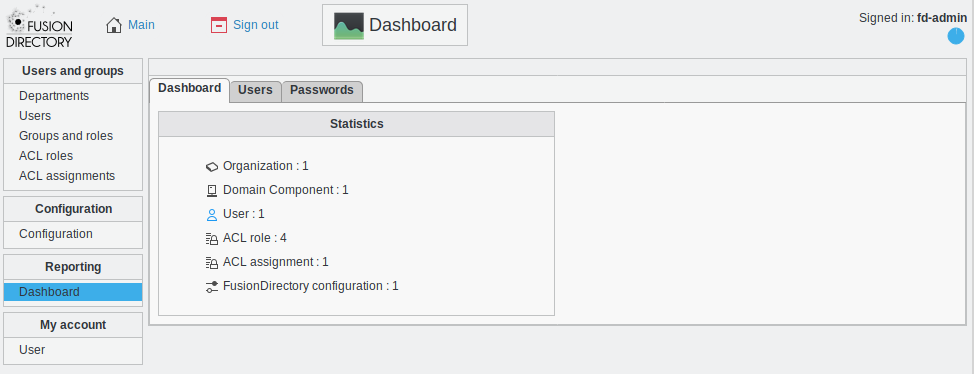 FUSION
DIRECTORY
Main
Sign out
Dashboard
Signed in: fd-admin
Users and groups
Departments
Users
Groups and roles
ACL roles
ACL assignments
Configuration
Configuration
Reporting
Dashboard
My account
User
Dashboard
Users
Passwords
Statistics
Organization : 1
Domain Component : 1
User : 1
ACL role : 4
ACL assignment : 1
FusionDirectory configuration : 1